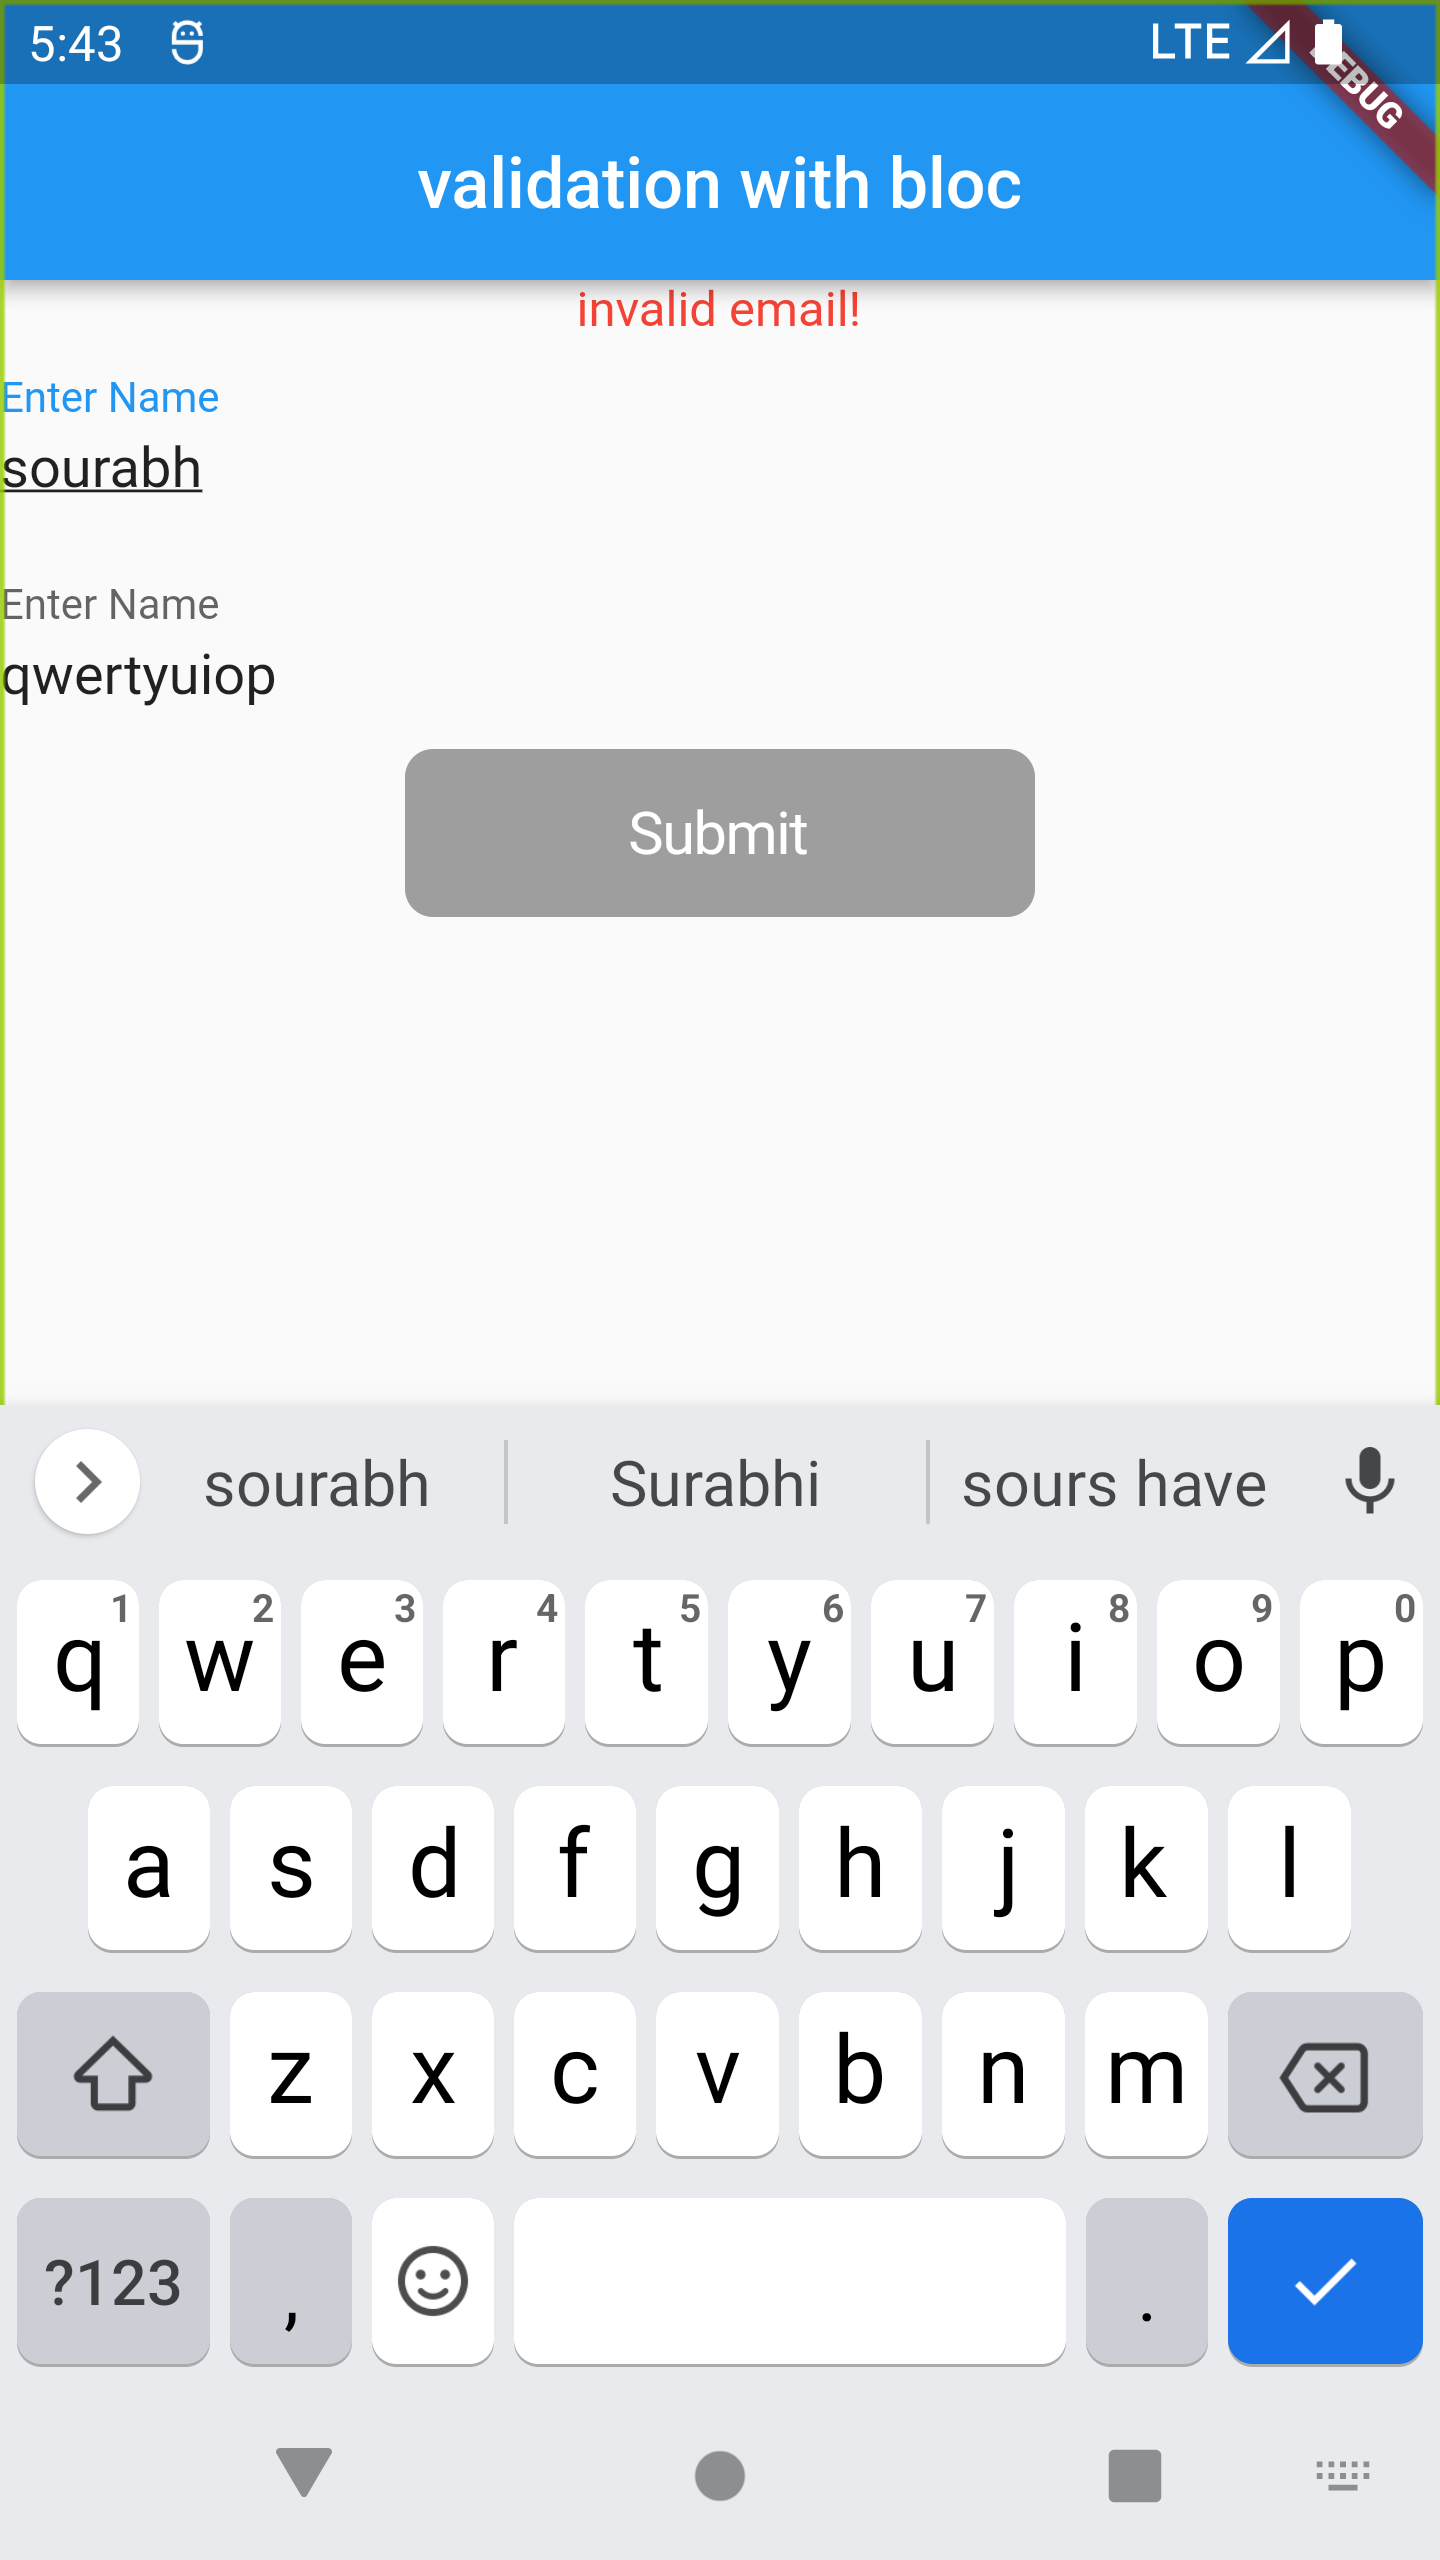 5:43 LTE
DEBUG
validation with bloc
invalid email!
Enter Name
sourabh
Enter Name
qwertyuiop
Submit
sourabh Surabhi sours have
1 2 3 4 5 6 7 8 9 0
q w e r t y u i o p
a s d f g h j k l
z x c v b n m
?123 , .